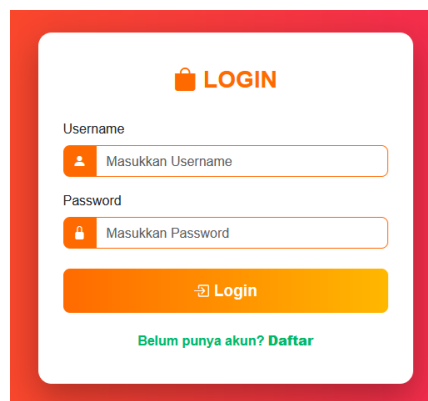 LOGIN
Username
Masukkan Username
Password
Masukkan Password
Login
Belum punya akun? Daftar